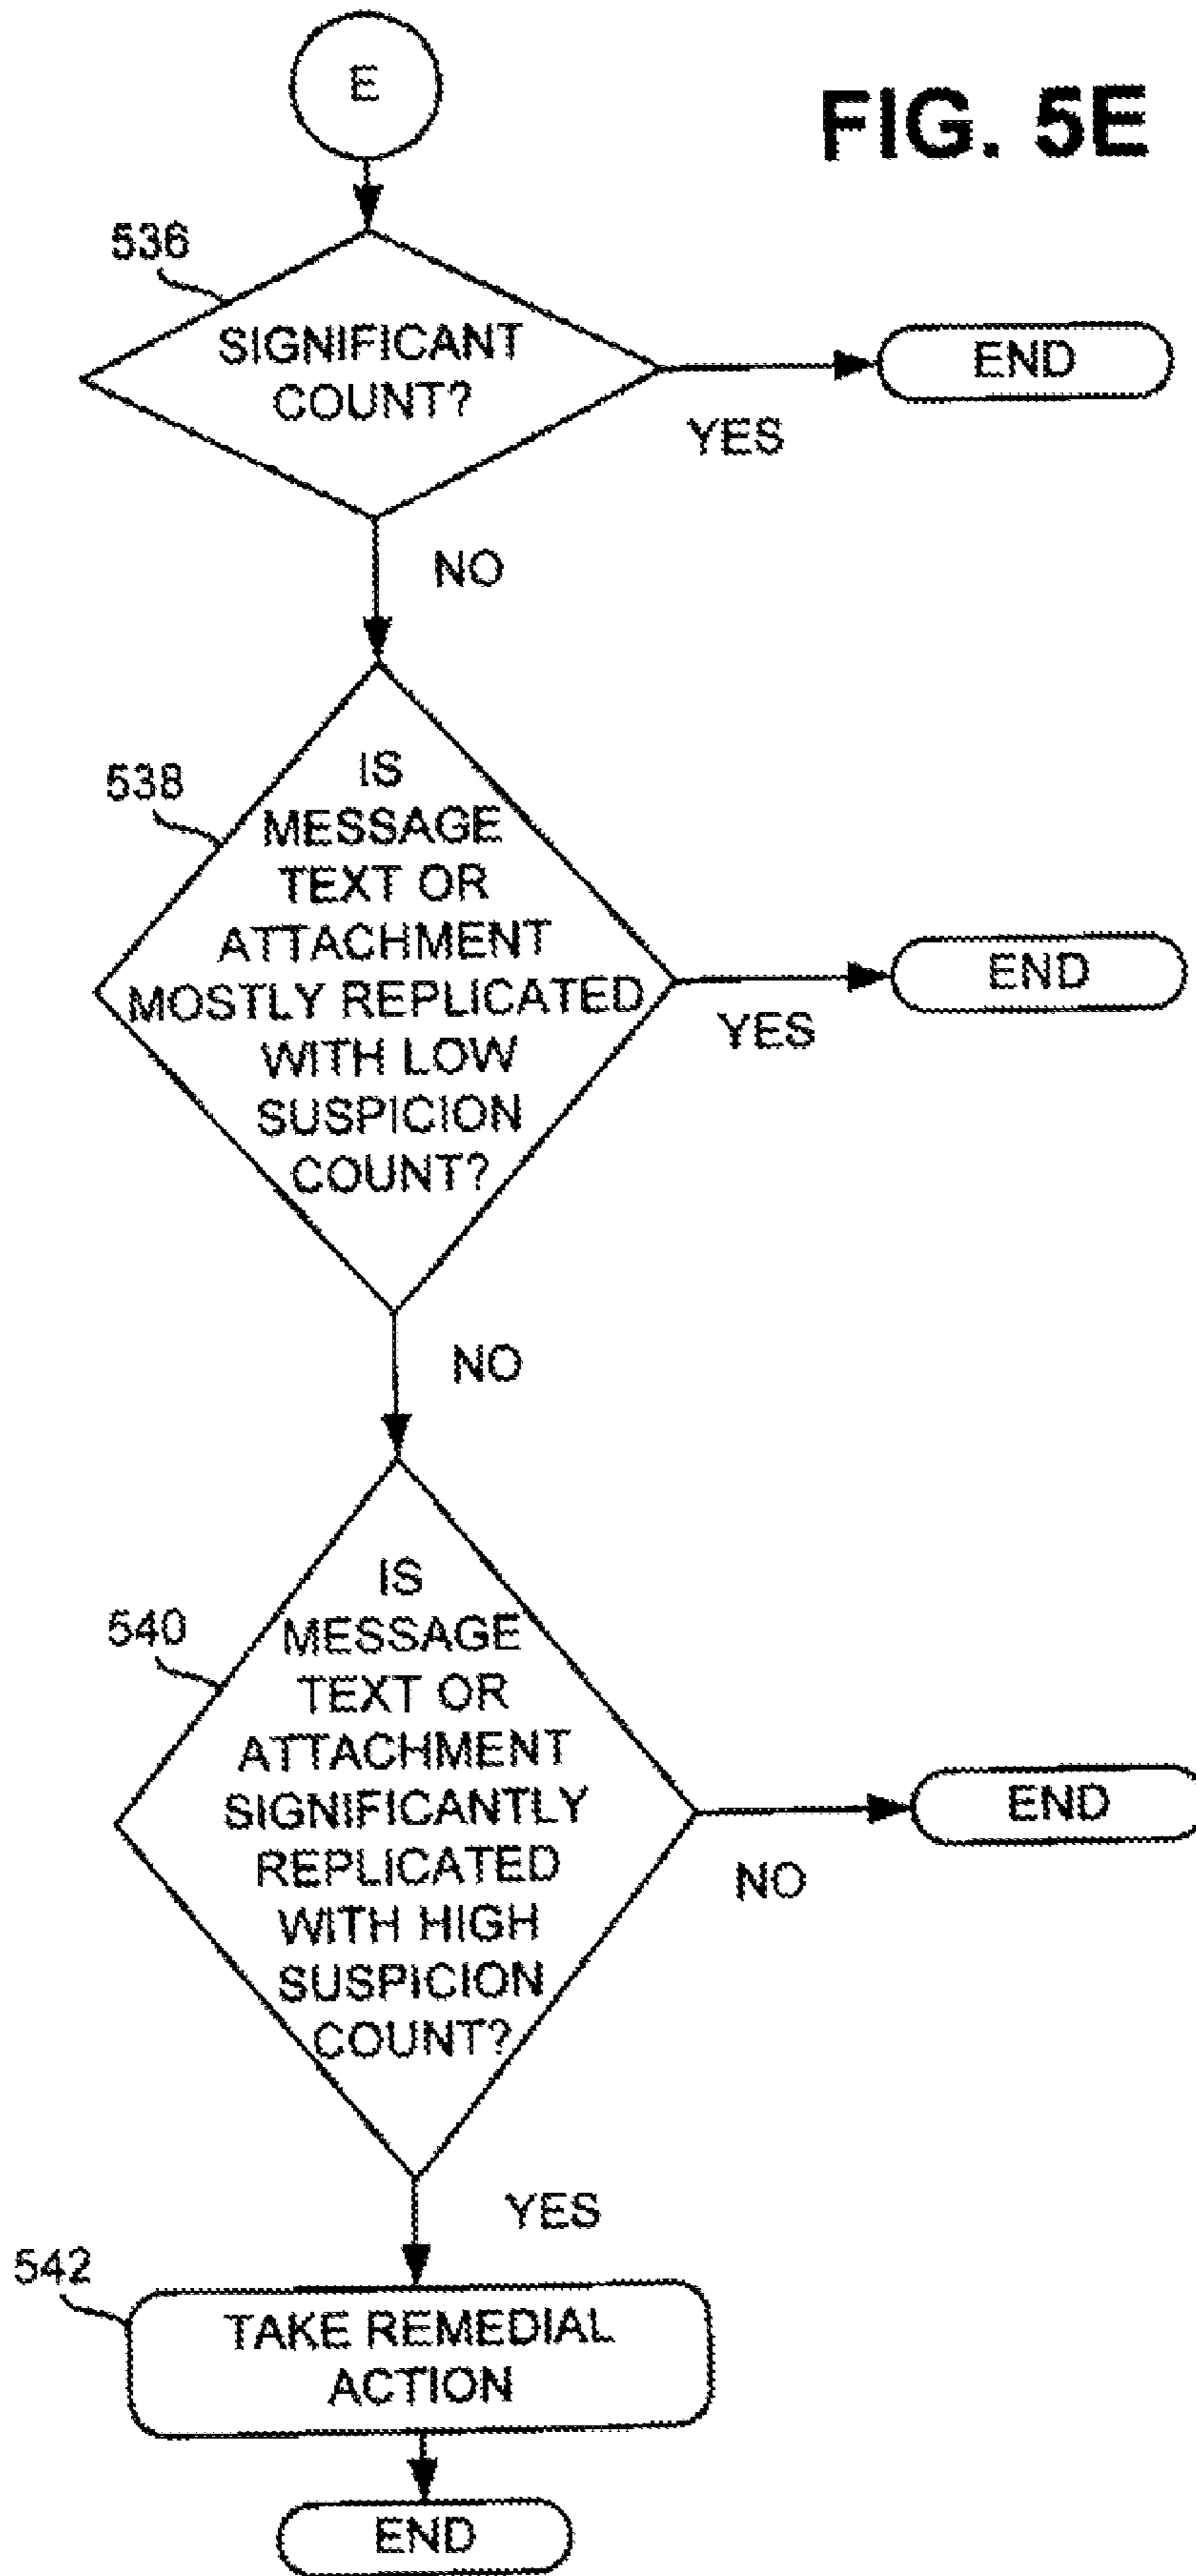 E
FIG. 5E
536
SIGNIFICANT
COUNT?
END
YES
NO
538
IS
MESSAGE
TEXT OR
ATTACHMENT
MOSTLY REPLICATED
WITH LOW
SUSPICION
COUNT?
END
YES
NO
540
IS
MESSAGE
TEXT OR
ATTACHMENT
SIGNIFICANTLY
REPLICATED
WITH HIGH
SUSPICION
COUNT?
END
NO
YES
542
TAKE REMEDIAL
ACTION
END